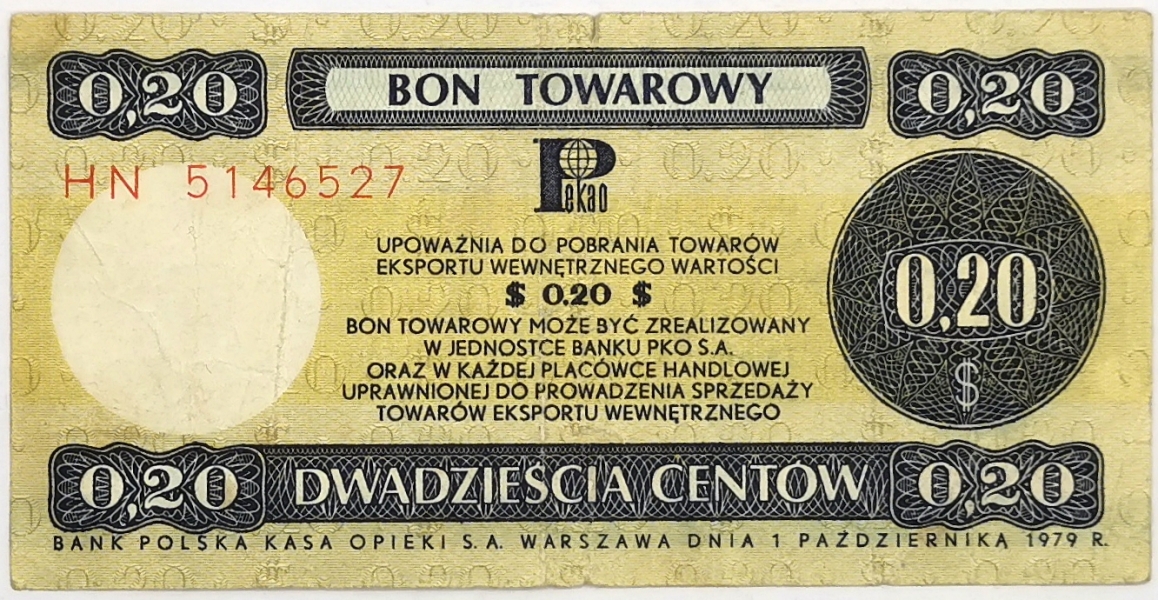 0,20 BON TOWAROWY 0,20
HN 5146527
Pekao
UPOWAŻNIA DO POBRANIA TOWARÓW
EKSPORTU WEWNĘTRZNEGO WARTOŚCI
$ 0.20 $
BON TOWAROWY MOŻE BYĆ ZREALIZOWANY
W JEDNOSTCE BANKU PKO S.A.
ORAZ W KAŻDEJ PLACÓWCE HANDLOWEJ
UPRAWNIONEJ DO PROWADZENIA SPRZEDAŻY
TOWARÓW EKSPORTU WEWNĘTRZNEGO
0,20
$
0,20 DWADZIEŚCIA CENTÓW 0,20
BANK POLSKA KASA OPIEKI S.A. WARSZAWA DNIA 1 PAŹDZIERNIKA 1979 R.